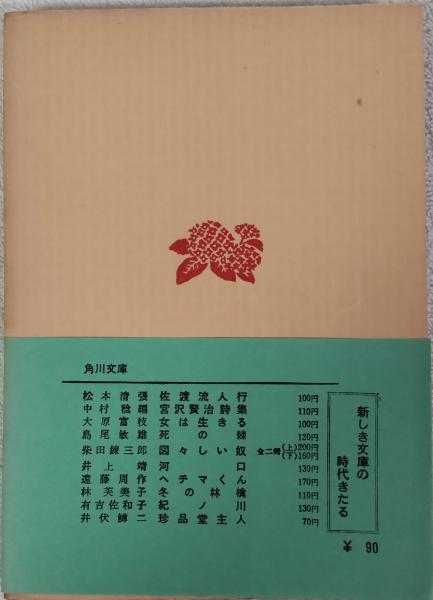 角川文庫
松本清張 佐渡流人行 100円
中村稔編 宮沢賢治詩集 110円
大原富枝 女は生きる 100円
島尾敏雄 死の棘 120円
柴田錬三郎 図々しい奴 全二冊 (上)200円 (下)160円
井上靖 河口 130円
遠藤周作 ヘチマくん 170円
林芙美子 冬の林檎 110円
有吉佐和子 紀ノ川 130円
井伏鱒二 珍品堂主人 70円
新しき文庫の
時代きたる
¥ 90